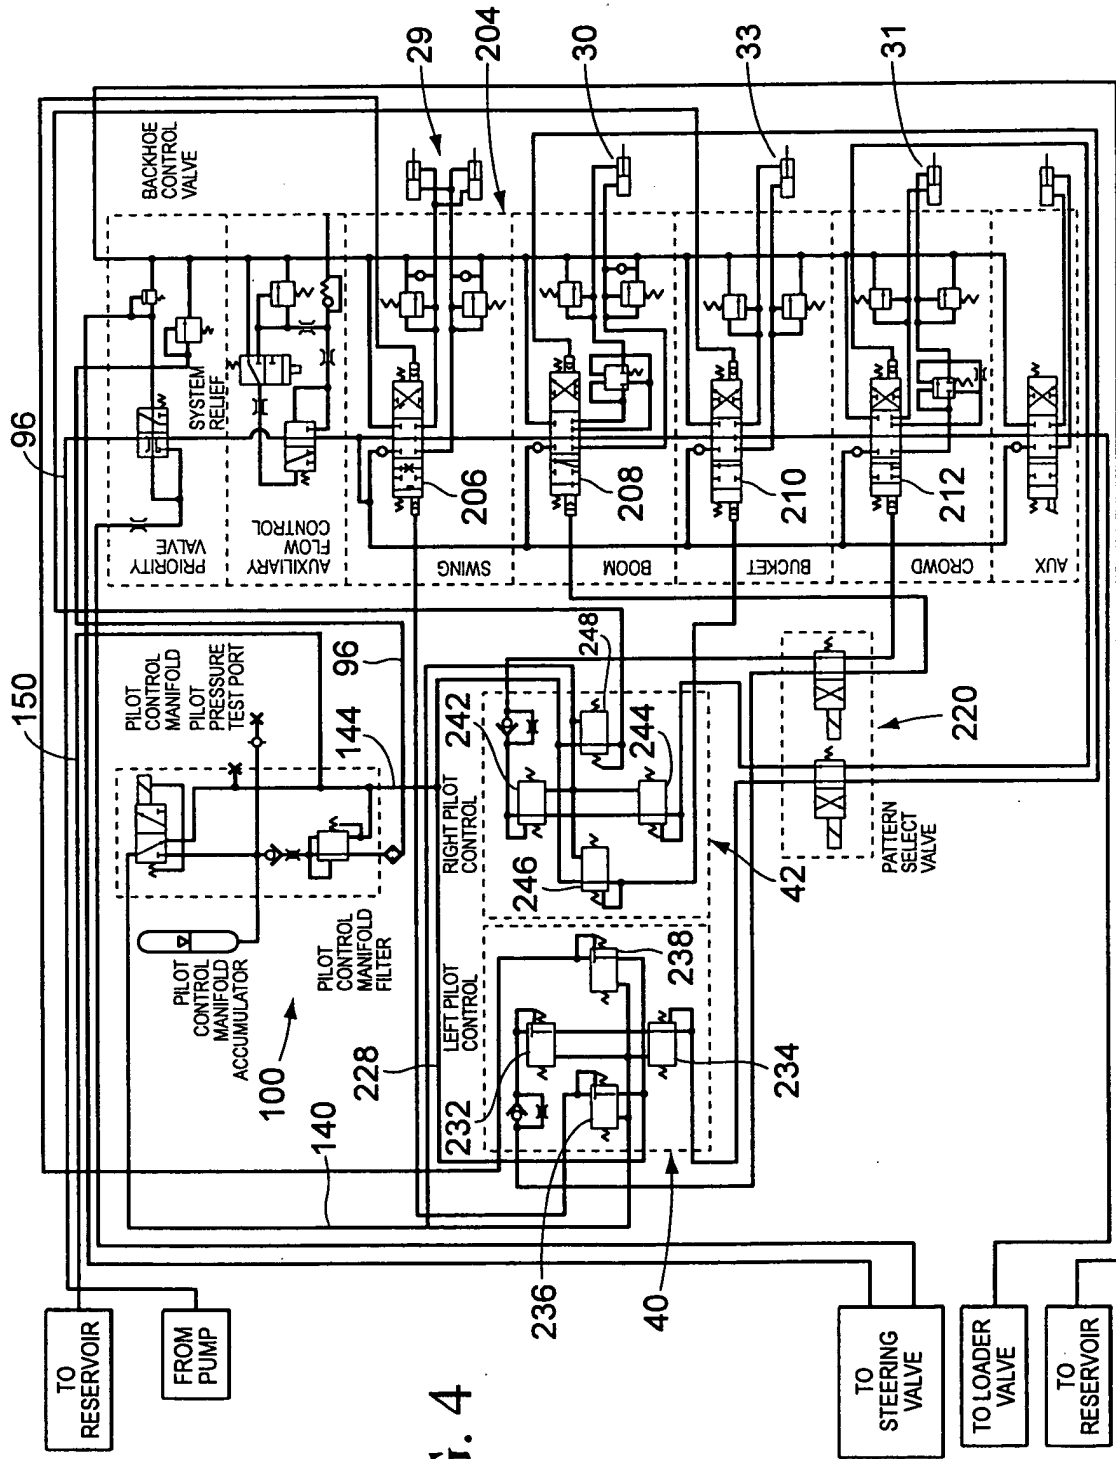 150
96
BACKHOE
CONTROL
VALVE
29
204
30
33
31
PRIORITY
VALVE
SYSTEM
RELIEF
AUXILIARY
FLOW
CONTROL
SWING
BOOM
BUCKET
CROWD
AUX
206
208
210
212
PILOT
CONTROL
MANIFOLD
PILOT
PRESSURE
TEST PORT
144
96
PILOT
CONTROL
MANIFOLD
ACCUMULATOR
PILOT
CONTROL
MANIFOLD
FILTER
100
140
228
LEFT PILOT
CONTROL
232
234
236
238
40
RIGHT PILOT
CONTROL
242
244
246
248
42
220
PATTERN
SELECT
VALVE
TO
RESERVOIR
FROM
PUMP
TO
STEERING
VALVE
TO LOADER
VALVE
TO
RESERVOIR
4